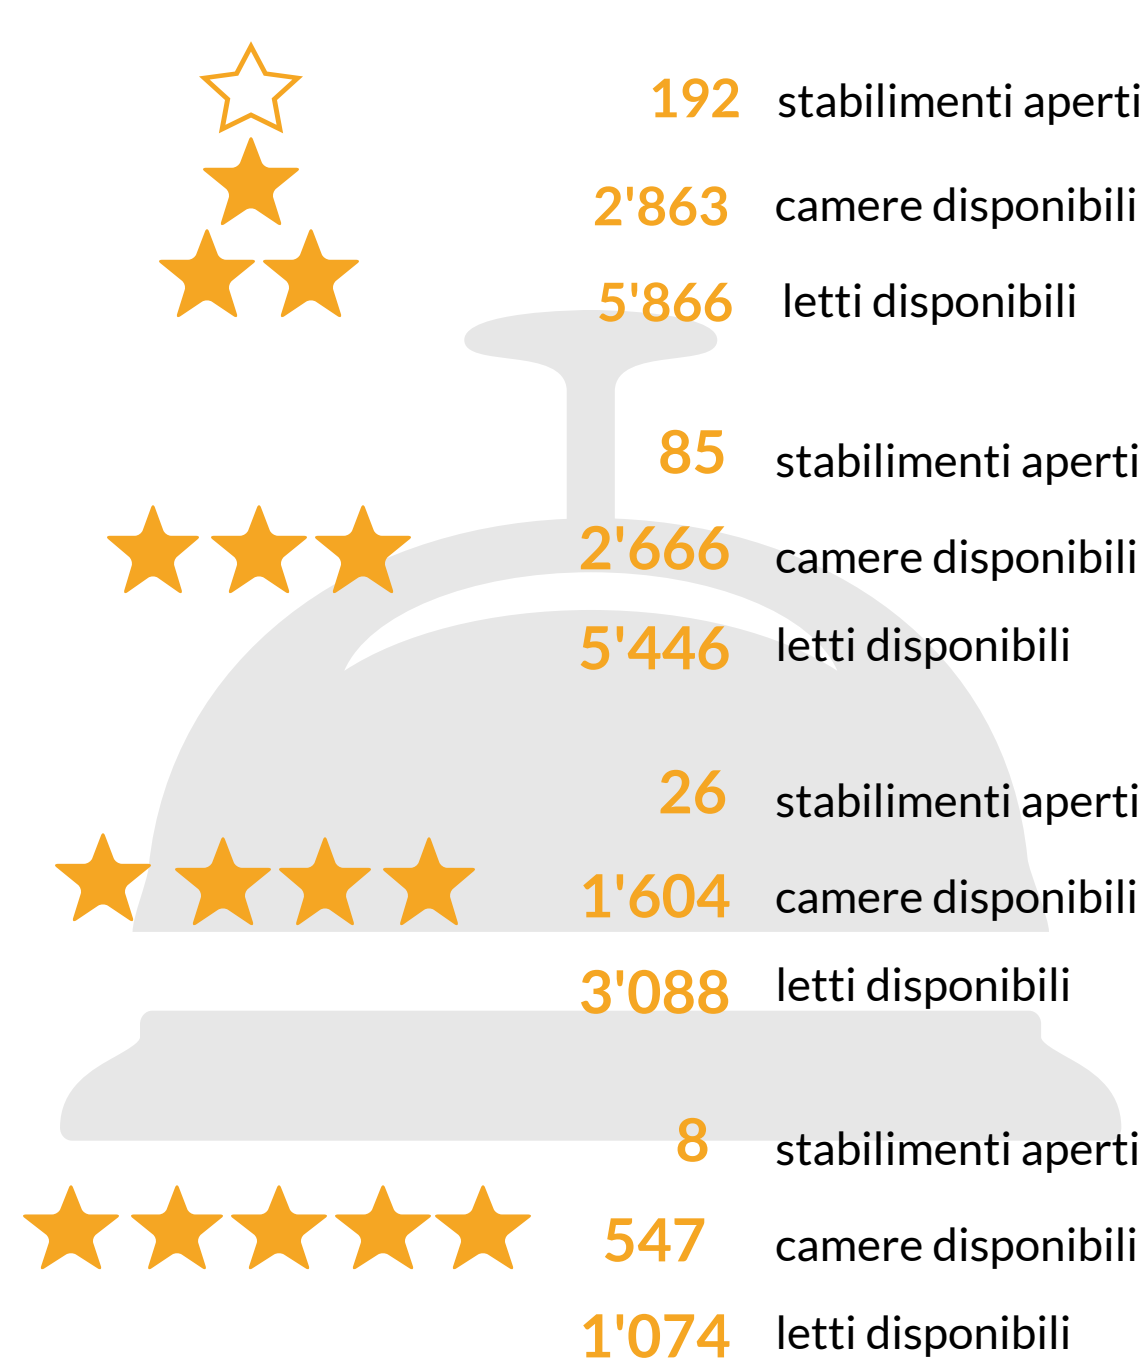 192 stabilimenti aperti
2'863 camere disponibili
5'866 letti disponibili
85 stabilimenti aperti
2'666 camere disponibili
5'446 letti disponibili
26 stabilimenti aperti
1'604 camere disponibili
3'088 letti disponibili
8 stabilimenti aperti
547 camere disponibili
1'074 letti disponibili